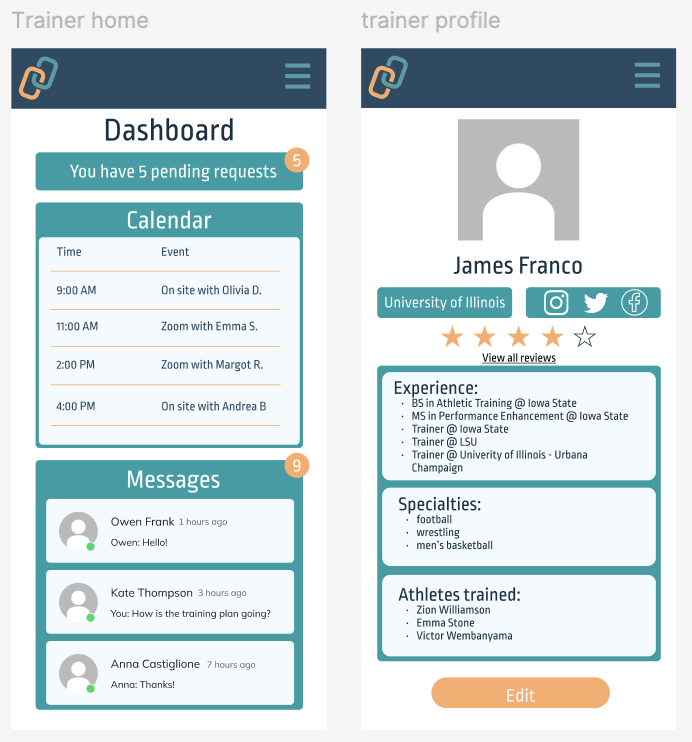 Trainer home
Dashboard
You have 5 pending requests
5
Calendar
Time Event
9:00 AM On site with Olivia D.
11:00 AM Zoom with Emma S.
2:00 PM Zoom with Margot R.
4:00 PM On site with Andrea B
9
Messages
Owen Frank 1 hours ago
Owen: Hello!
Kate Thompson 3 hours ago
You: How is the training plan going?
Anna Castiglione 7 hours ago
Anna: Thanks!
trainer profile
James Franco
University of Illinois
View all reviews
Experience:
· BS in Athletic Training @ Iowa State
· MS in Performance Enhancement @ Iowa State
· Trainer @ Iowa State
· Trainer @ LSU
· Trainer @ Univerity of Illinois - Urbana
Champaign
Specialties:
· football
· wrestling
· men's basketball
Athletes trained:
· Zion Williamson
· Emma Stone
· Victor Wembanyama
Edit